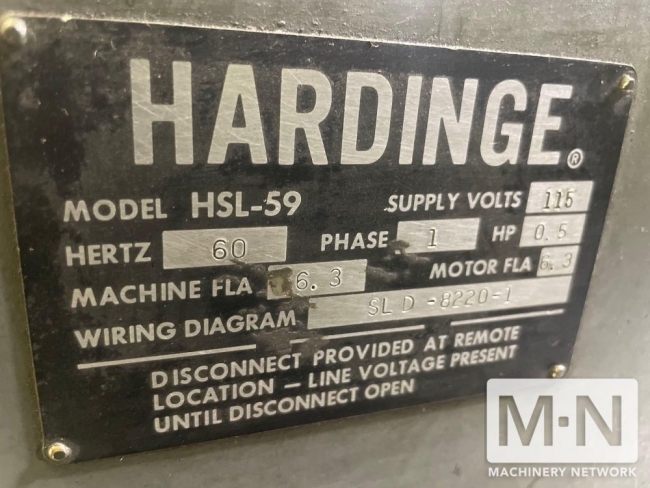 HARDINGE®
MODEL HSL-59 SUPPLY VOLTS 115
HERTZ 60 PHASE 1 HP 0.5
MACHINE FLA 6.3 MOTOR FLA 6.3
WIRING DIAGRAM SLD-8220-1
DISCONNECT PROVIDED AT REMOTE
LOCATION — LINE VOLTAGE PRESENT
UNTIL DISCONNECT OPEN
M·N
MACHINERY NETWORK